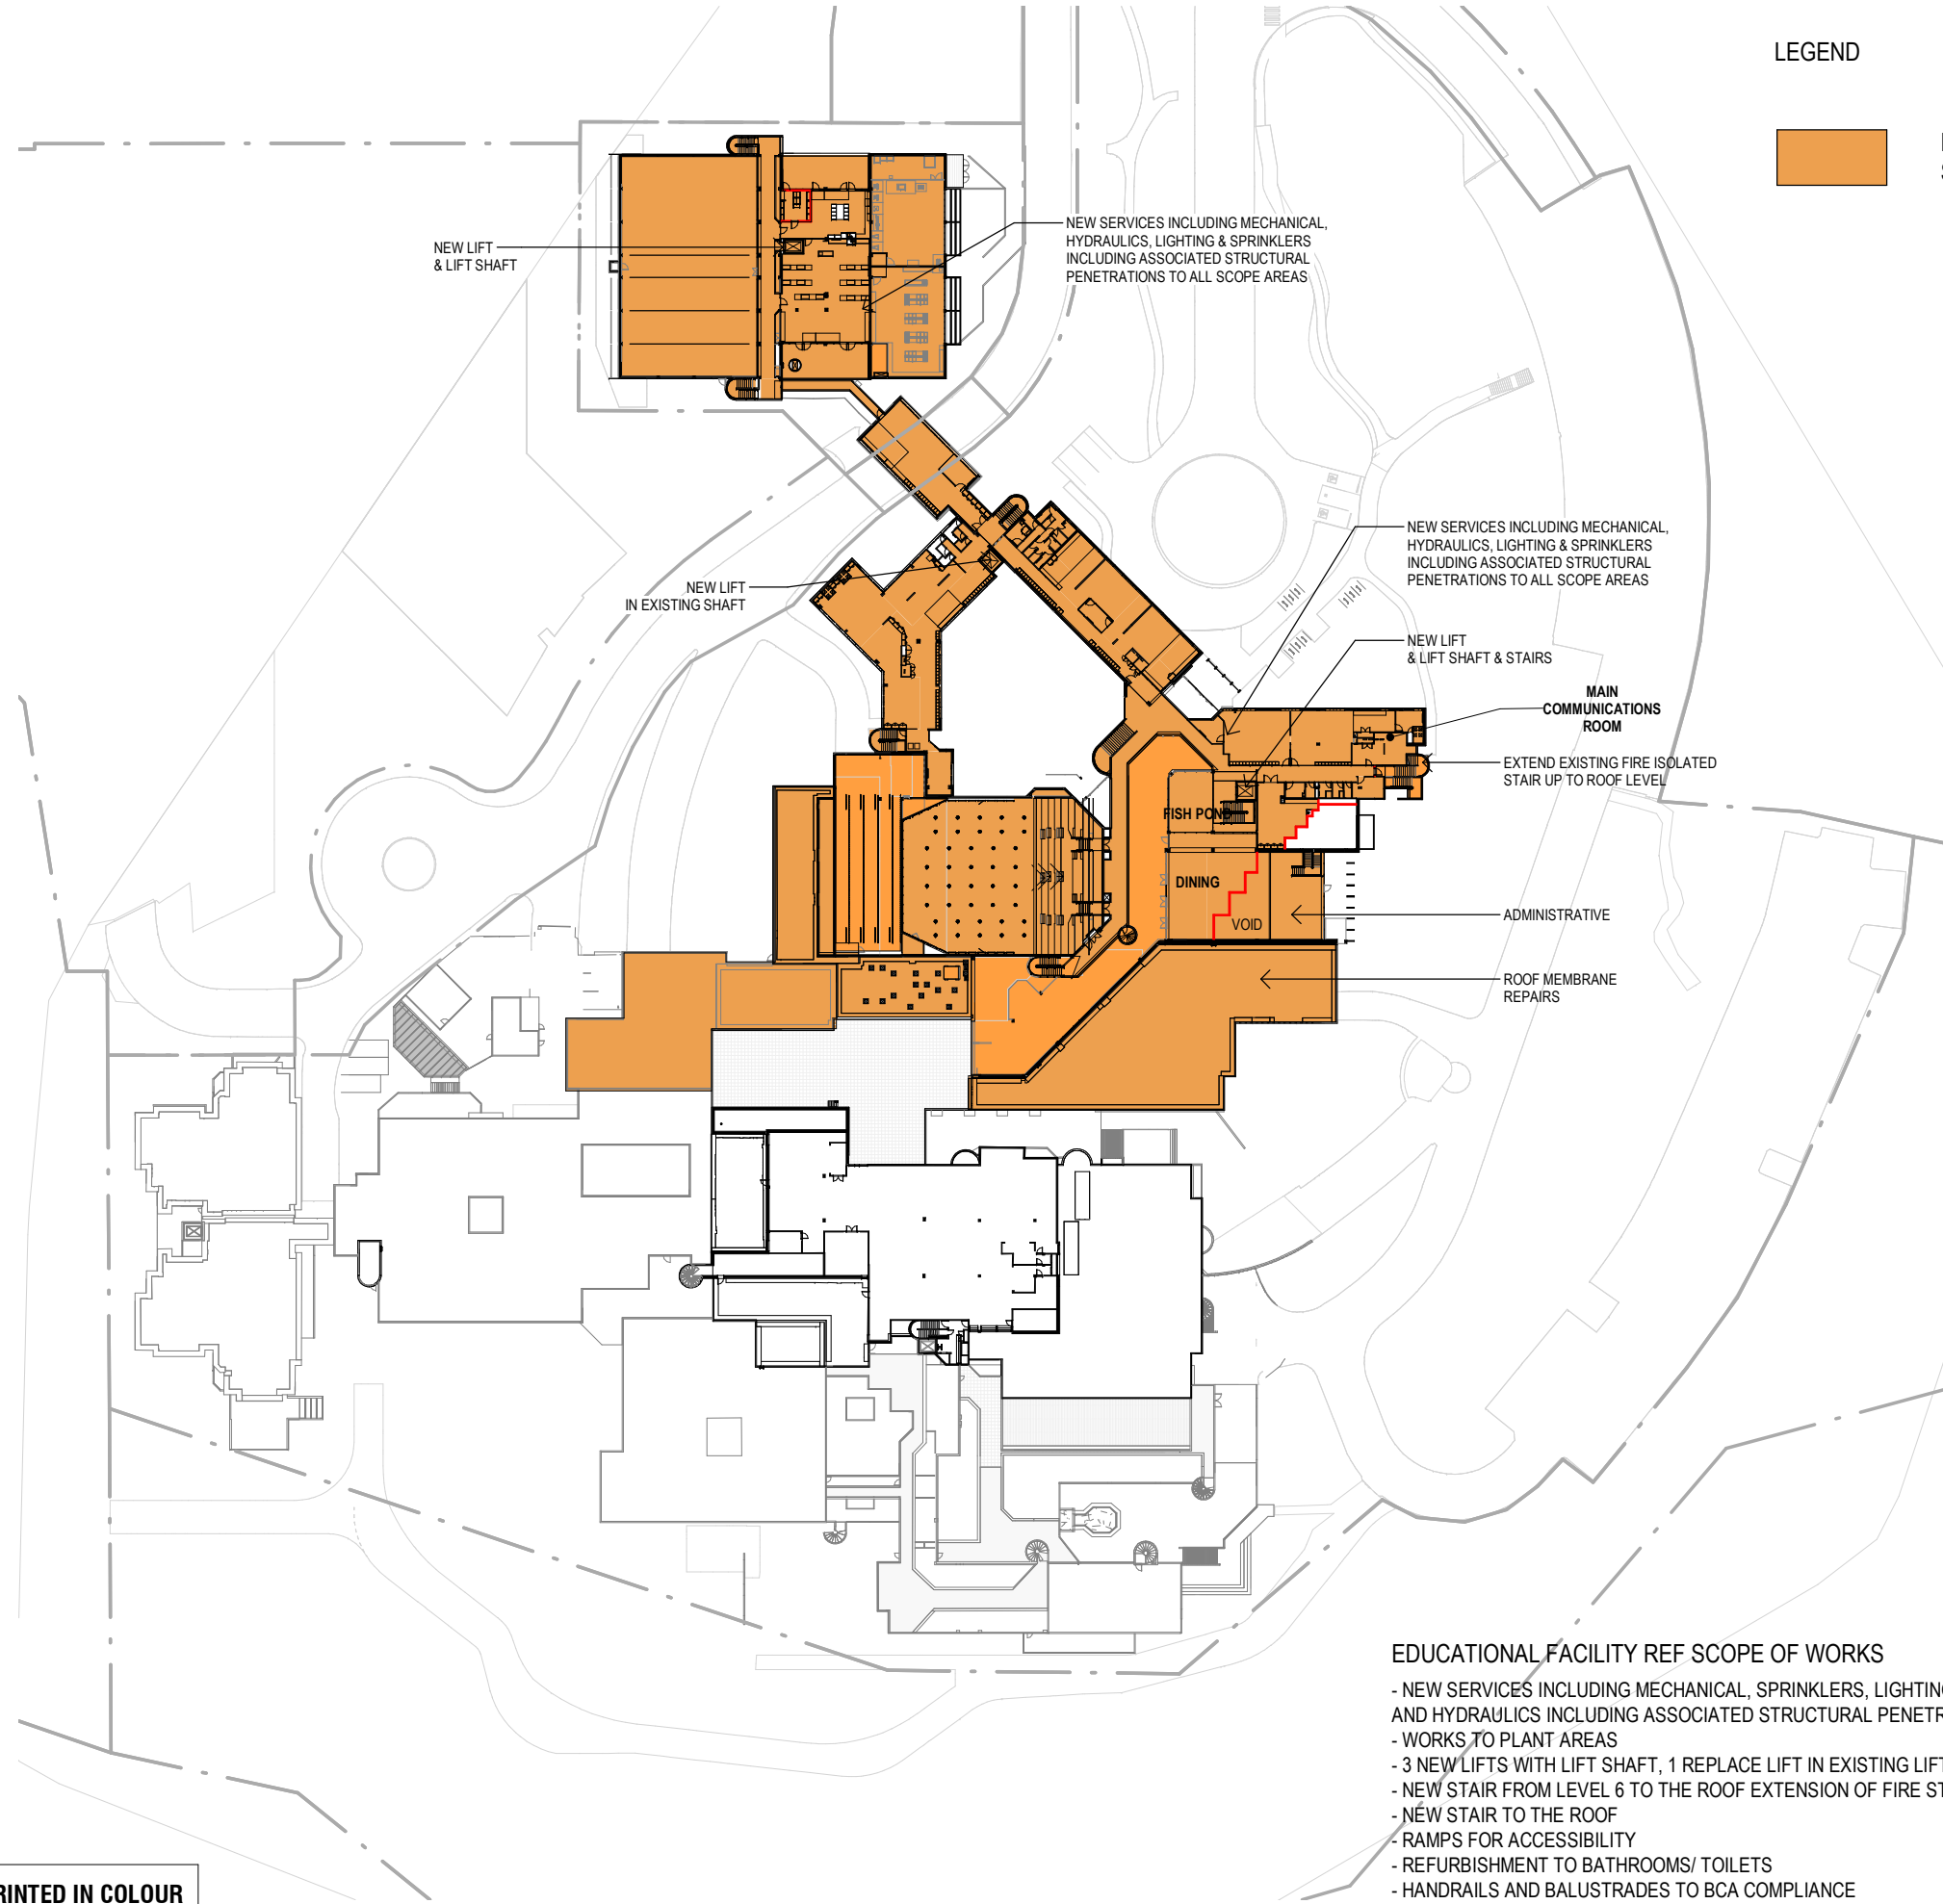 LEGEND
NEW LIFT
& LIFT SHAFT
NEW SERVICES INCLUDING MECHANICAL,
HYDRAULICS, LIGHTING & SPRINKLERS
INCLUDING ASSOCIATED STRUCTURAL
PENETRATIONS TO ALL SCOPE AREAS
NEW LIFT
IN EXISTING SHAFT
NEW SERVICES INCLUDING MECHANICAL,
HYDRAULICS, LIGHTING & SPRINKLERS
INCLUDING ASSOCIATED STRUCTURAL
PENETRATIONS TO ALL SCOPE AREAS
NEW LIFT
& LIFT SHAFT & STAIRS
MAIN
COMMUNICATIONS
ROOM
EXTEND EXISTING FIRE ISOLATED
STAIR UP TO ROOF LEVEL
FISH POND
DINING
VOID
ADMINISTRATIVE
ROOF MEMBRANE
REPAIRS
EDUCATIONAL FACILITY REF SCOPE OF WORKS
- NEW SERVICES INCLUDING MECHANICAL, SPRINKLERS, LIGHTING
AND HYDRAULICS INCLUDING ASSOCIATED STRUCTURAL PENETR
- WORKS TO PLANT AREAS
- 3 NEW LIFTS WITH LIFT SHAFT, 1 REPLACE LIFT IN EXISTING LIFT
- NEW STAIR FROM LEVEL 6 TO THE ROOF EXTENSION OF FIRE ST
- NEW STAIR TO THE ROOF
- RAMPS FOR ACCESSIBILITY
- REFURBISHMENT TO BATHROOMS/ TOILETS
- HANDRAILS AND BALUSTRADES TO BCA COMPLIANCE
RINTED IN COLOUR